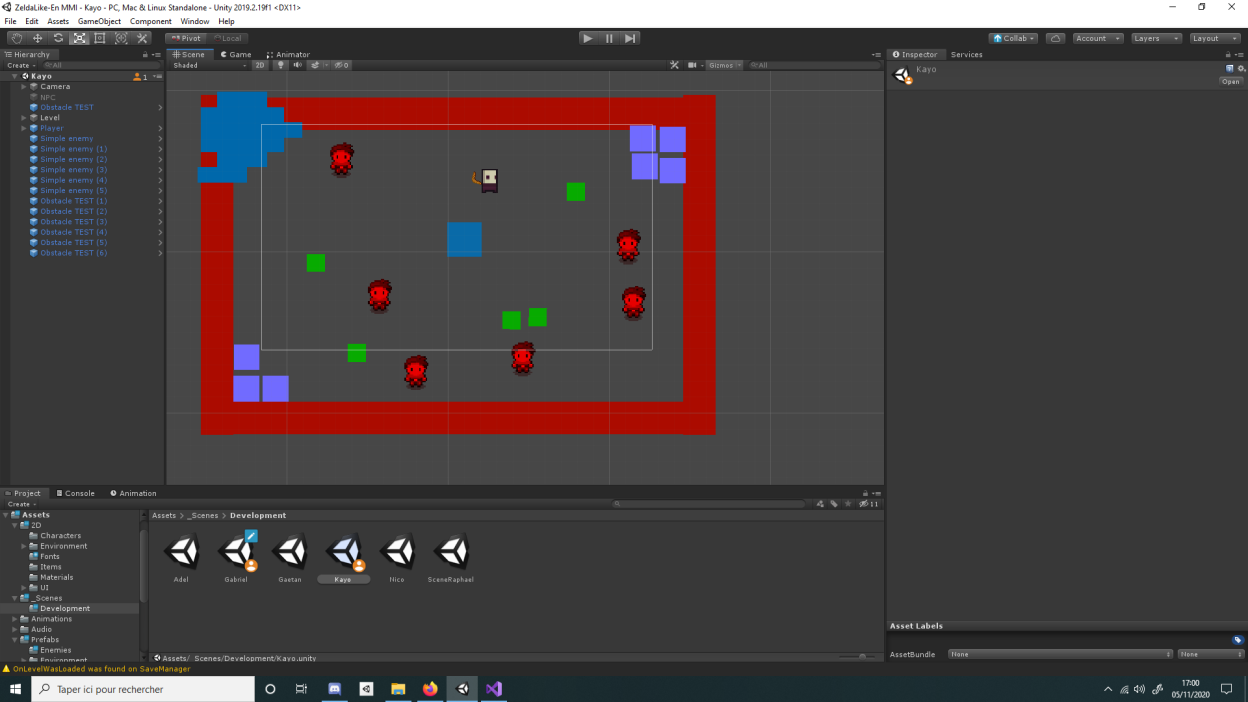 ZeldaLike-En MMI - Kayo - PC, Mac & Linux Standalone - Unity 2019.2.19f1 <DX11>
File Edit Assets GameObject Component Window Help
Pivot Local Collab Account Layers Layout
Hierarchy Scene Game Animator Inspector Services
Create All Shaded 2D 0 Gizmos All
Kayo 1
Kayo
Open
Camera
NPC
Obstacle TEST
Level
Player
Simple enemy
Simple enemy (1)
Simple enemy (2)
Simple enemy (3)
Simple enemy (4)
Simple enemy (5)
Obstacle TEST (1)
Obstacle TEST (2)
Obstacle TEST (3)
Obstacle TEST (4)
Obstacle TEST (5)
Obstacle TEST (6)
Project Console Animation
Create 11
Assets
2D
Characters
Environment
Fonts
Items
Materials
UI
_Scenes
Development
Animations
Audio
Prefabs
Enemies
Environment
Assets > _Scenes > Development
Adel Gabriel Gaetan Kayo Nico SceneRaphael
Assets/_Scenes/Development/Kayo.unity
Asset Labels
AssetBundle None None
OnLevelWasLoaded was found on SaveManager
Taper ici pour rechercher
17:00
05/11/2020